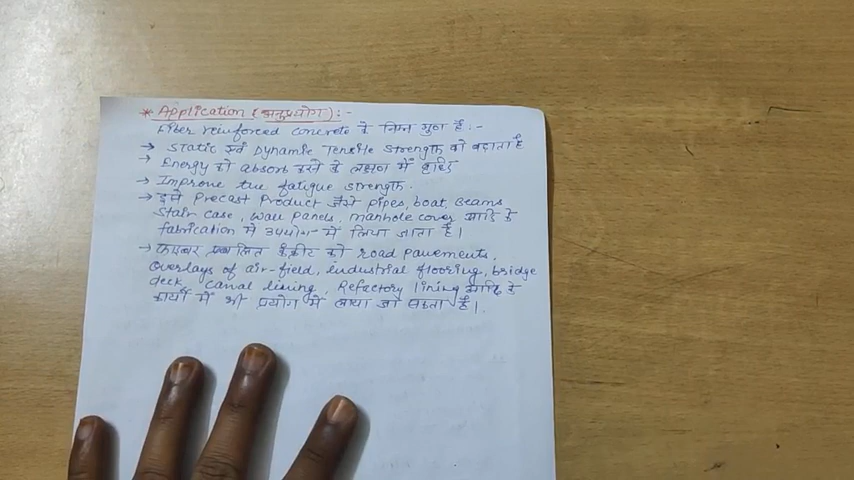 * Application (अनुप्रयोग) :-
Fiber reinforced concrete के निम्न गुण हैं :-
→ Static एवं Dynamic Tensile Strength को बढ़ाता है
→ Energy को absorb करने के लक्षण में वृद्धि
→ Improve the fatigue strength.
→ इसे Precast Product जैसे pipes, boat, Beams
Stair case, wall panels, manhole cover आदि के
fabrication में उपयोग में लिया जाता है।
→ फाइबर प्रबलित कंक्रीट को road pavements,
Overlays of air-field, industrial flooring, bridge
deck, canal lining, Refactory lining आदि के
कार्यों में भी प्रयोग में लाया जा सकता है।